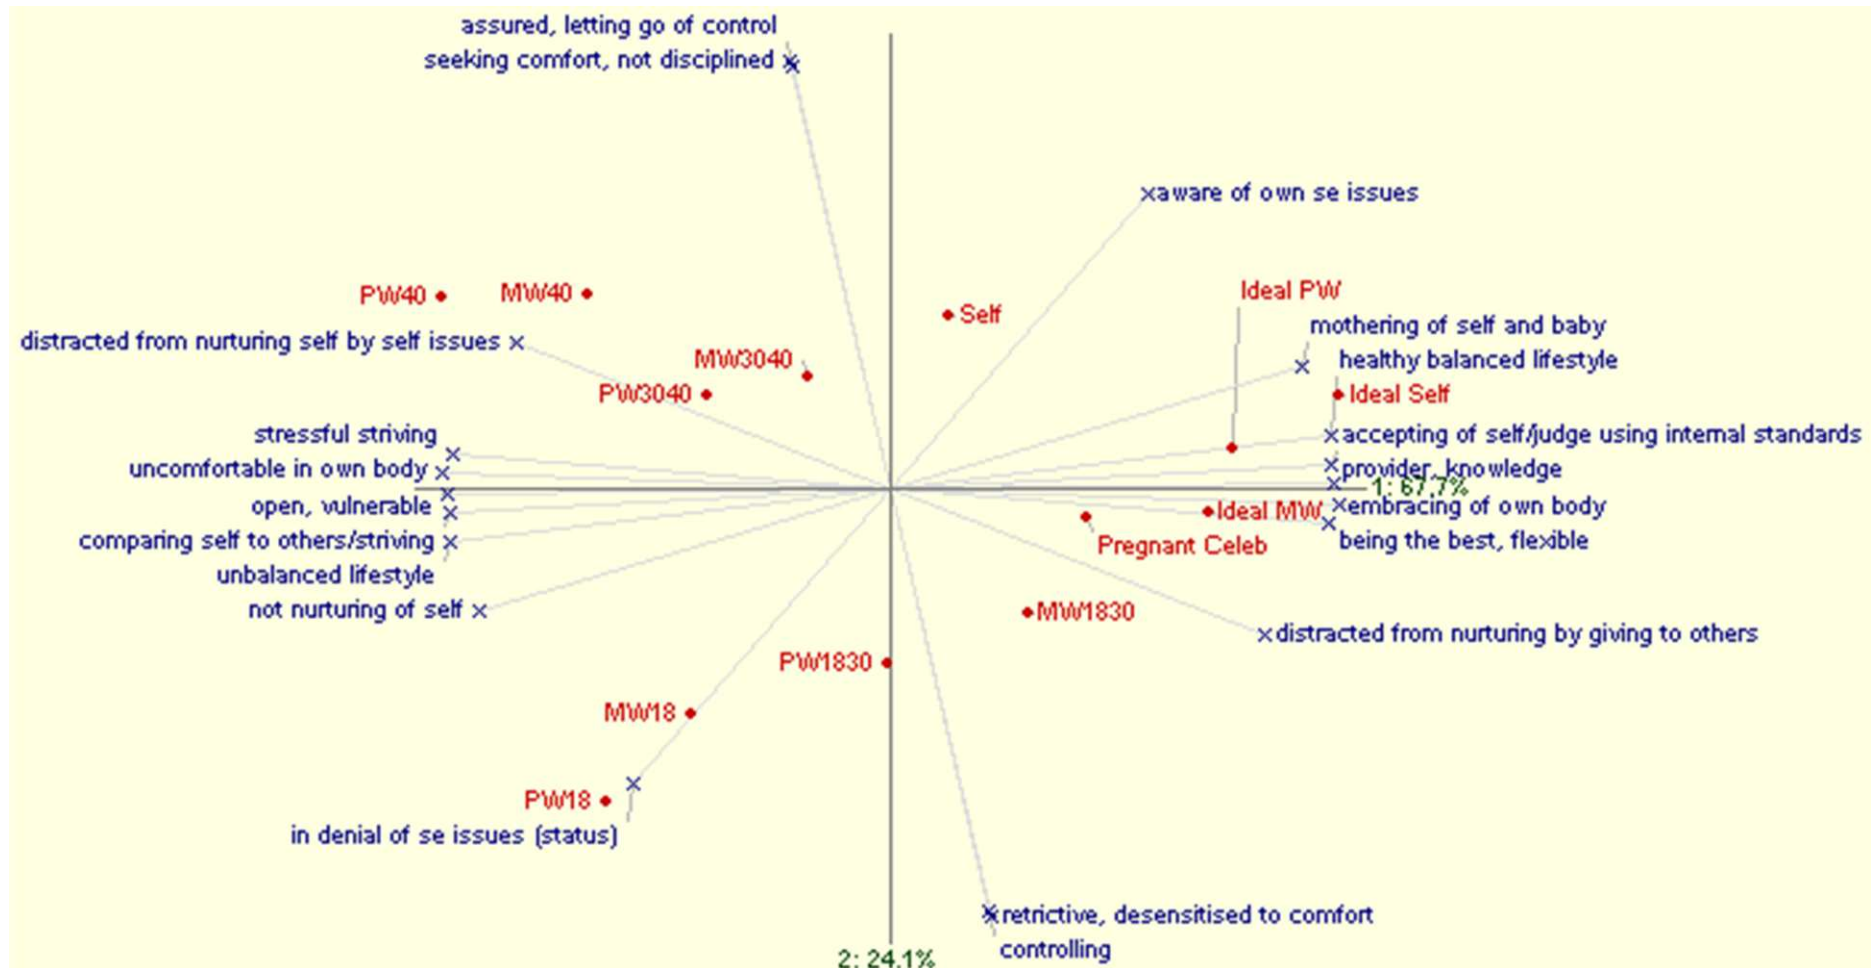 assured, letting go of control
seeking comfort, not disciplined
aware of own se issues
PW40
MW40
Self
Ideal PW
distracted from nurturing self by self issues
mothering of self and baby
MW3040
healthy balanced lifestyle
PW3040
Ideal Self
stressful striving
accepting of self/judge using internal standards
uncomfortable in own body
provider, knowledge
1: 67.7%
open, vulnerable
Ideal MW
embracing of own body
comparing self to others/striving
Pregnant Celeb
being the best, flexible
unbalanced lifestyle
not nurturing of self
MW1830
distracted from nurturing by giving to others
PW1830
MW18
PW18
in denial of se issues (status)
retrictive, desensitised to comfort
controlling
2: 24.1%